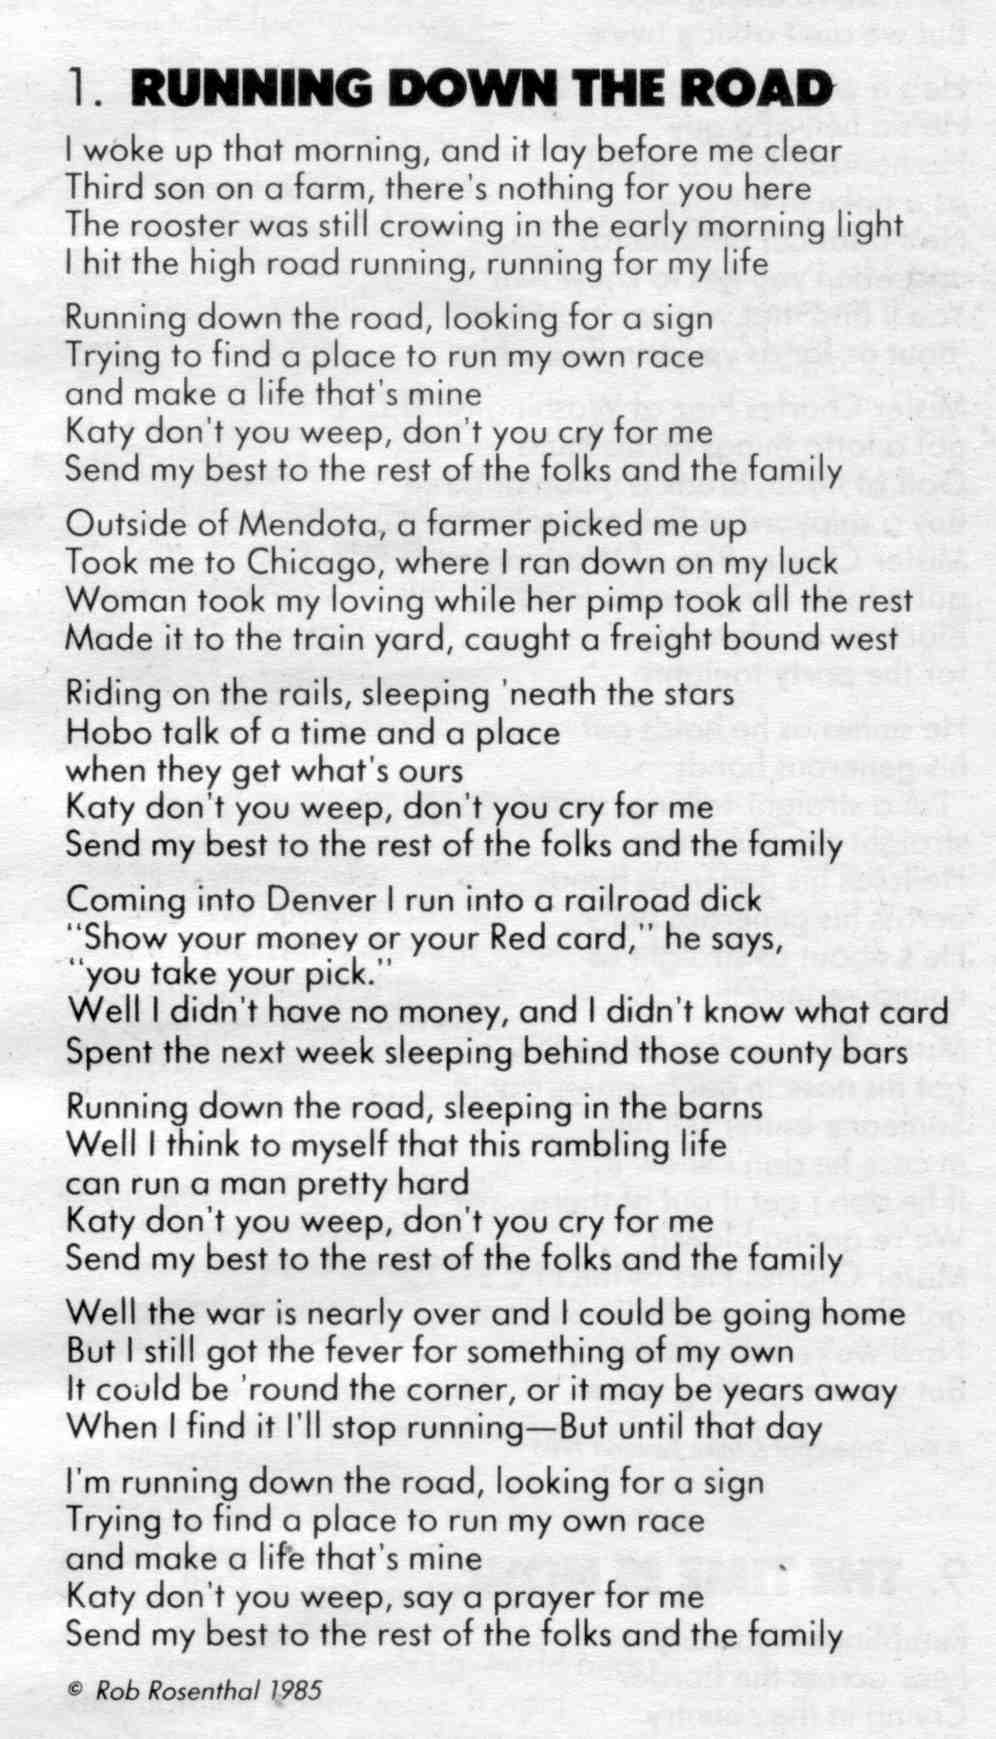 1. RUNNING DOWN THE ROAD
I woke up that morning, and it lay before me clear
Third son on a farm, there's nothing for you here
The rooster was still crowing in the early morning light
I hit the high road running, running for my life
Running down the road, looking for a sign
Trying to find a place to run my own race
and make a life that's mine
Katy don't you weep, don't you cry for me
Send my best to the rest of the folks and the family
Outside of Mendota, a farmer picked me up
Took me to Chicago, where I ran down on my luck
Woman took my loving while her pimp took all the rest
Made it to the train yard, caught a freight bound west
Riding on the rails, sleeping 'neath the stars
Hobo talk of a time and a place
when they get what's ours
Katy don't you weep, don't you cry for me
Send my best to the rest of the folks and the family
Coming into Denver I run into a railroad dick
"Show your money or your Red card," he says,
"you take your pick."
Well I didn't have no money, and I didn't know what card
Spent the next week sleeping behind those county bars
Running down the road, sleeping in the barns
Well I think to myself that this rambling life
can run a man pretty hard
Katy don't you weep, don't you cry for me
Send my best to the rest of the folks and the family
Well the war is nearly over and I could be going home
But I still got the fever for something of my own
It could be 'round the corner, or it may be years away
When I find it I'll stop running—But until that day
I'm running down the road, looking for a sign
Trying to find a place to run my own race
and make a life that's mine
Katy don't you weep, say a prayer for me
Send my best to the rest of the folks and the family
© Rob Rosenthal 1985